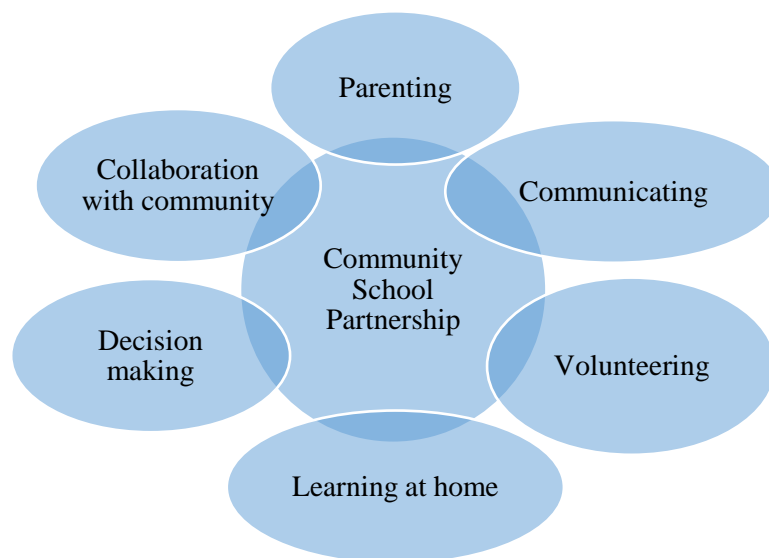 Parenting
Communicating
Volunteering
Learning at home
Decision
making
Collaboration
with community
Community
School
Partnership